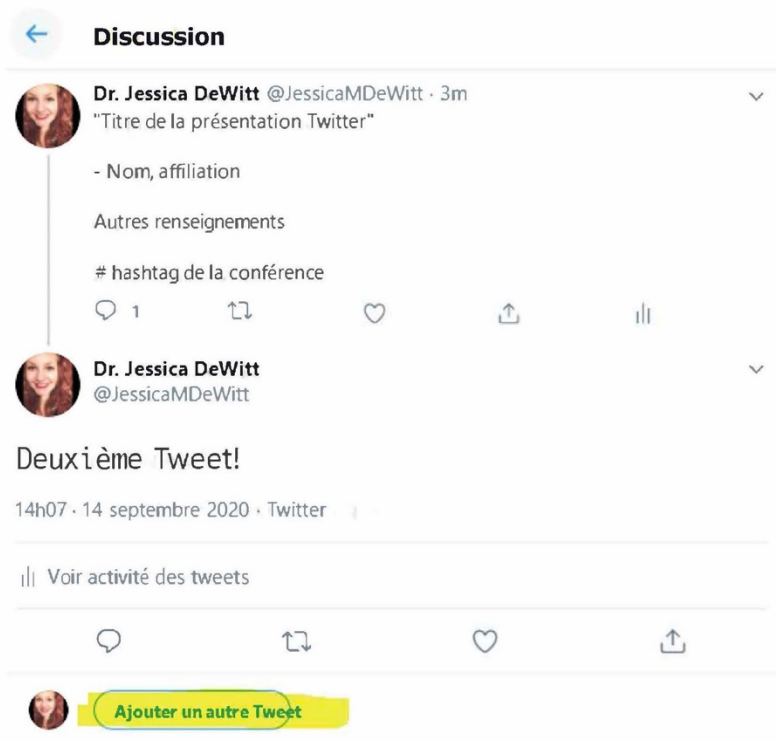 Discussion
Dr. Jessica DeWitt @JessicaMDeWitt · 3m
"Titre de la présentation Twitter"
- Nom, affiliation
Autres renseignements
# hashtag de la conférence
1
Dr. Jessica DeWitt
@JessicaMDeWitt
Deuxième Tweet!
14h07 · 14 septembre 2020 · Twitter
Voir activité des tweets
Ajouter un autre Tweet